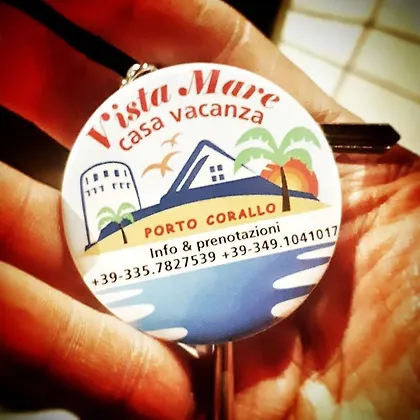 Vista Mare
casa vacanza
PORTO CORALLO
Info & prenotazioni
+39-335.7827539 +39-349.1041017